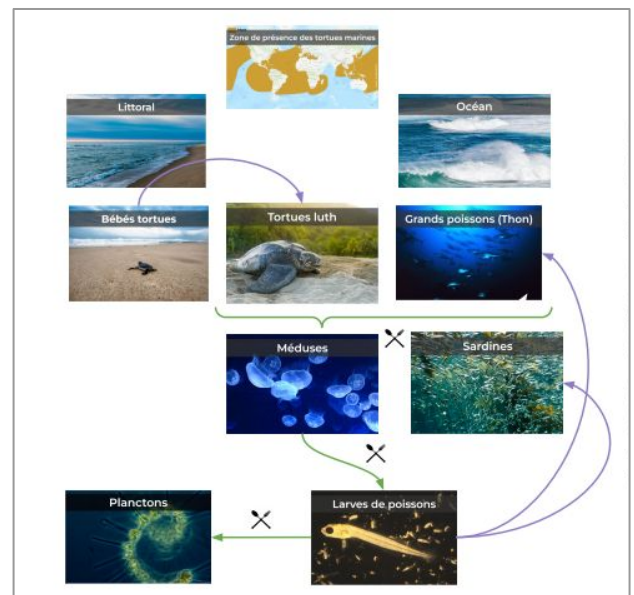 Zone de présence des tortues marines
Littoral
Océan
Bébés tortues
Tortues luth
Grands poissons (Thon)
Méduses
Sardines
Planctons
Larves de poissons